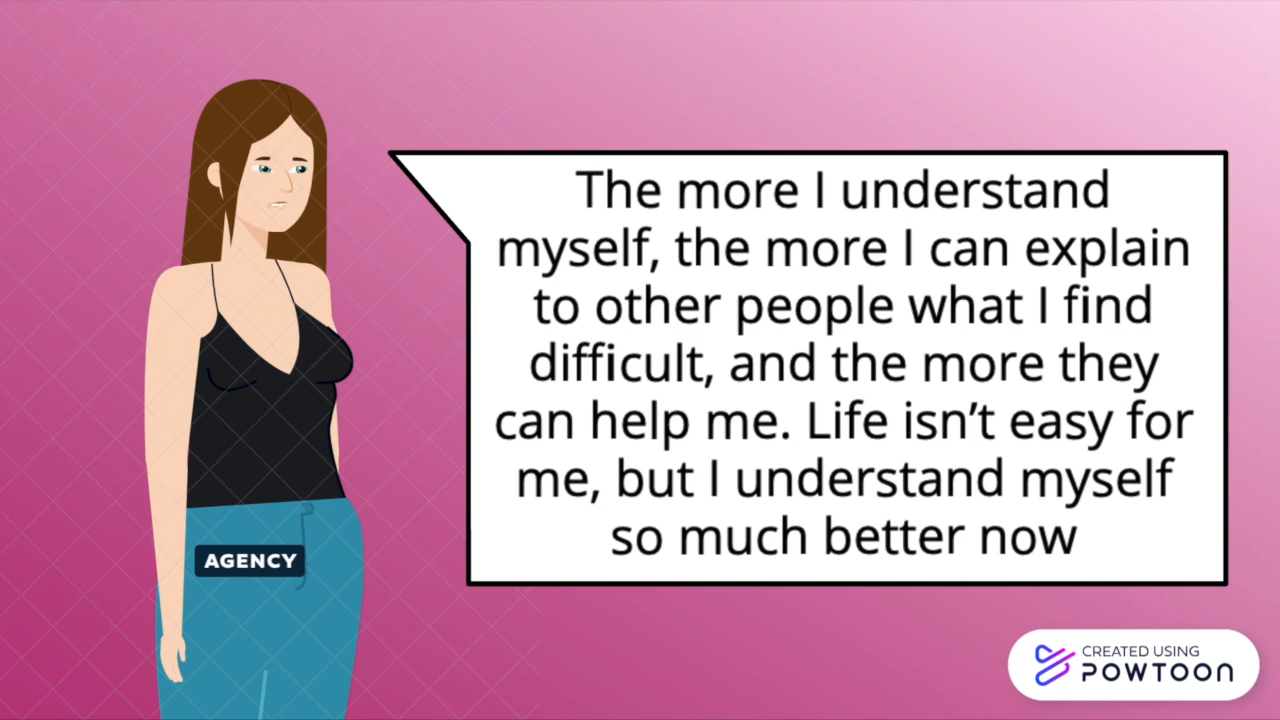 The more I understand
myself, the more I can explain
to other people what I find
difficult, and the more they
can help me. Life isn’t easy for
me, but I understand myself
so much better now
AGENCY
CREATED USING
POWTOON